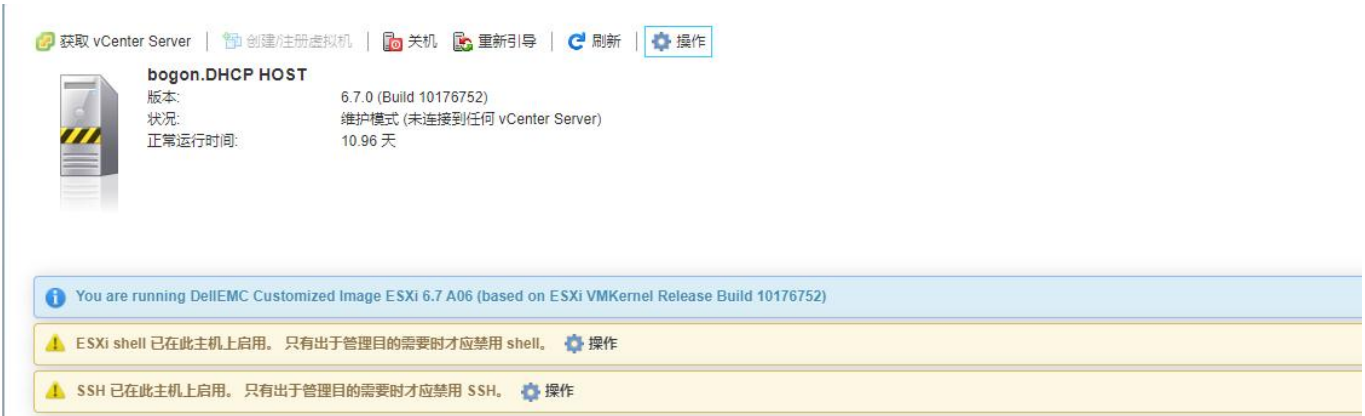 获取 vCenter Server | 创建/注册虚拟机 | 关机 重新引导 | 刷新 | 操作
bogon.DHCP HOST
版本: 6.7.0 (Build 10176752)
状况: 维护模式 (未连接到任何 vCenter Server)
正常运行时间: 10.96 天
You are running DellEMC Customized Image ESXi 6.7 A06 (based on ESXi VMKernel Release Build 10176752)
ESXi shell 已在此主机上启用。 只有出于管理目的需要时才应禁用 shell。 操作
SSH 已在此主机上启用。 只有出于管理目的需要时才应禁用 SSH。 操作